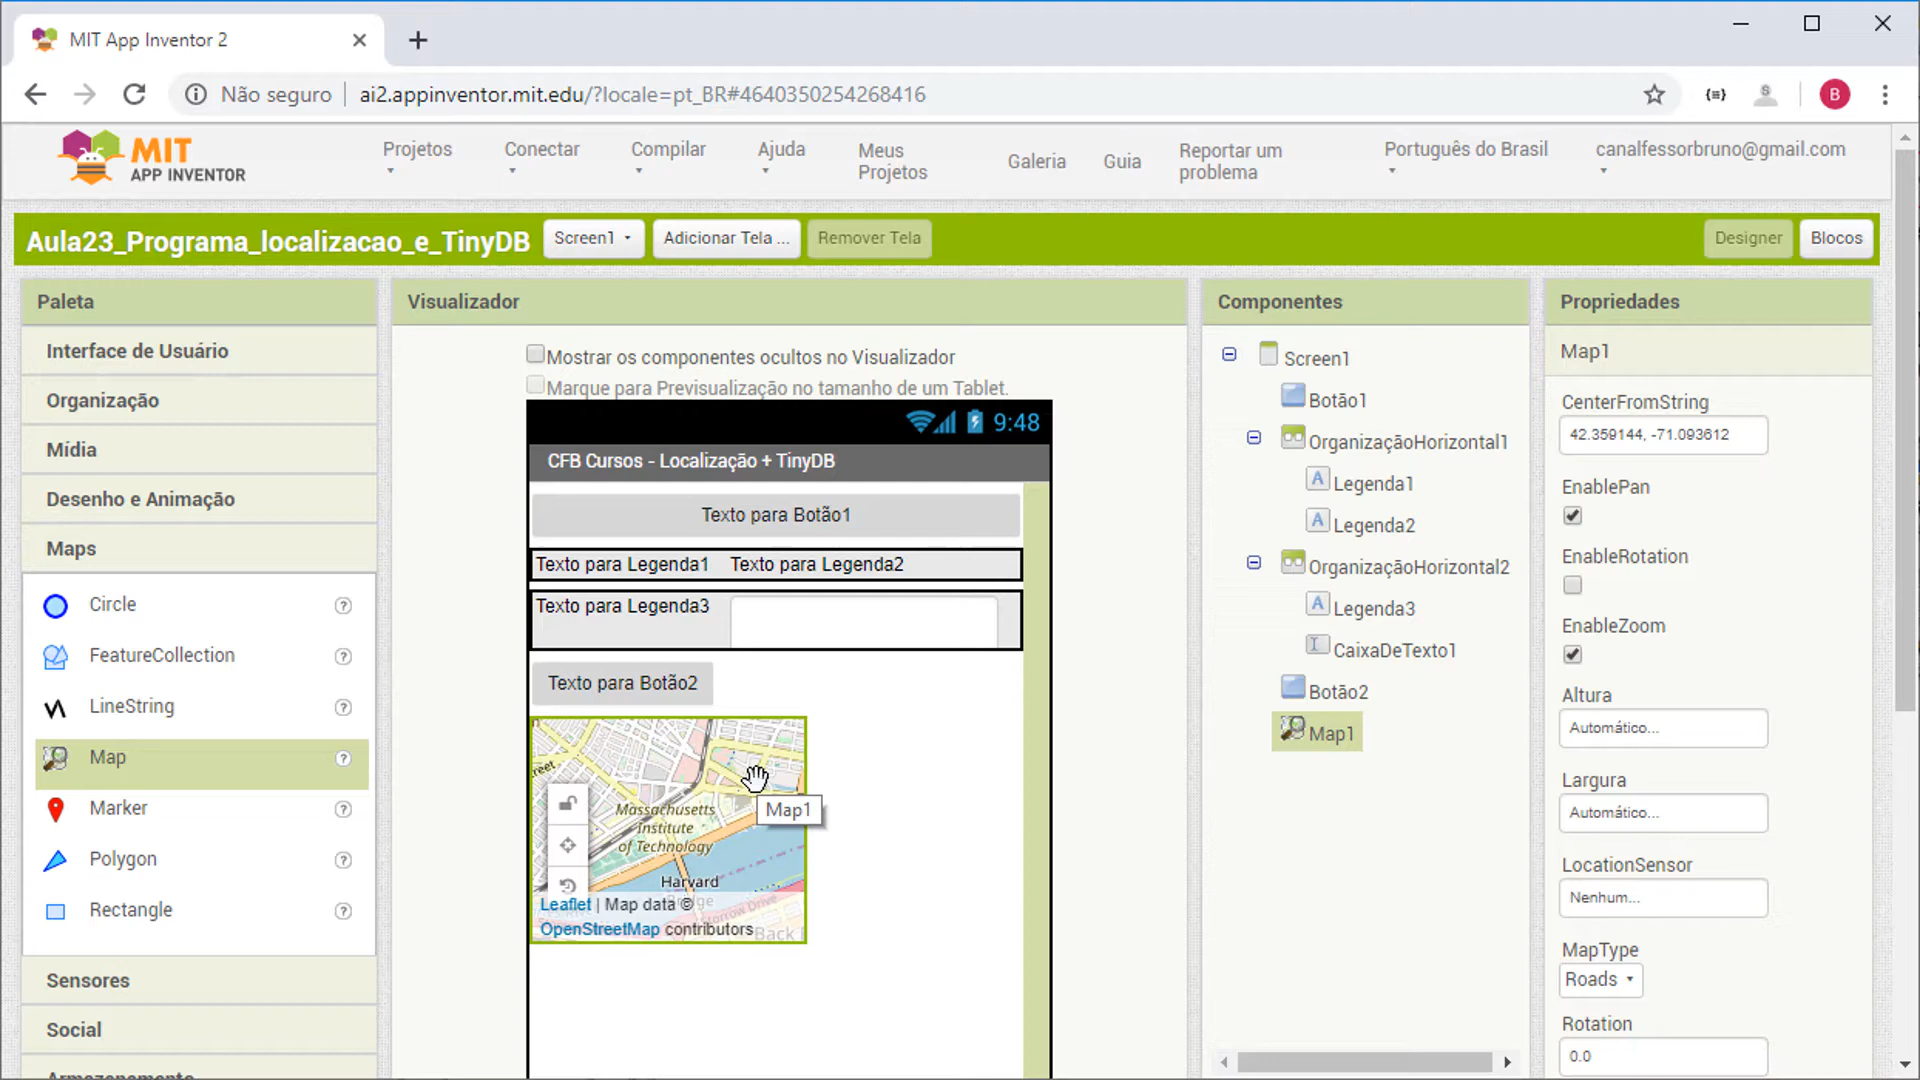 MIT App Inventor 2
Não seguro
ai2.appinventor.mit.edu/?locale=pt_BR#4640350254268416
B
MIT
APP INVENTOR
Projetos
Conectar
Compilar
Ajuda
Meus
Projetos
Galeria
Guia
Reportar um
problema
Português do Brasil
canalfessorbruno@gmail.com
Aula23_Programa_localizacao_e_TinyDB
Screen1
Adicionar Tela ...
Remover Tela
Designer
Blocos
Paleta
Interface de Usuário
Organização
Mídia
Desenho e Animação
Maps
Circle
FeatureCollection
LineString
Map
Marker
Polygon
Rectangle
Sensores
Social
Armazenamento
Visualizador
Mostrar os componentes ocultos no Visualizador
Marque para Previsualização no tamanho de um Tablet.
9:48
CFB Cursos - Localização + TinyDB
Texto para Botão1
Texto para Legenda1 Texto para Legenda2
Texto para Legenda3
Texto para Botão2
Massachusetts
Institute
of Technology
Map1
Harvard
Leaflet | Map data ©
OpenStreetMap contributors
Componentes
Screen1
Botão1
OrganizaçãoHorizontal1
Legenda1
Legenda2
OrganizaçãoHorizontal2
Legenda3
CaixaDeTexto1
Botão2
Map1
Propriedades
Map1
CenterFromString
42.359144, -71.093612
EnablePan
EnableRotation
EnableZoom
Altura
Automático...
Largura
Automático...
LocationSensor
Nenhum...
MapType
Roads
Rotation
0.0